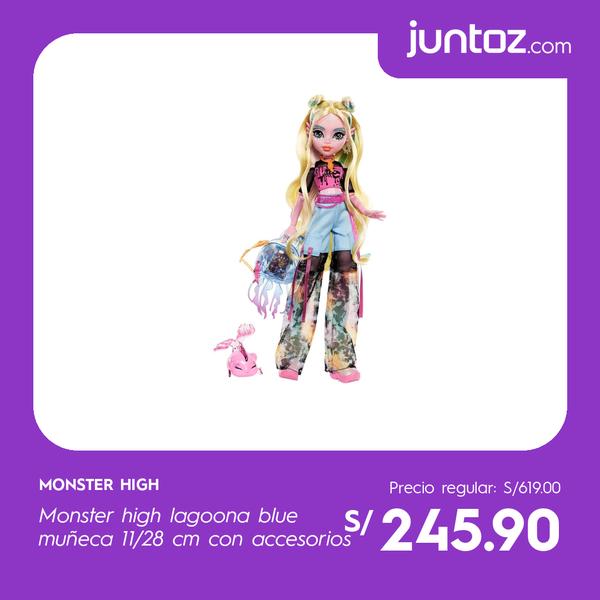 juntoz.com
MONSTER HIGH
Monster high lagoona blue
muñeca 11/28 cm con accesorios
Precio regular: S/619.00
S/ 245.90